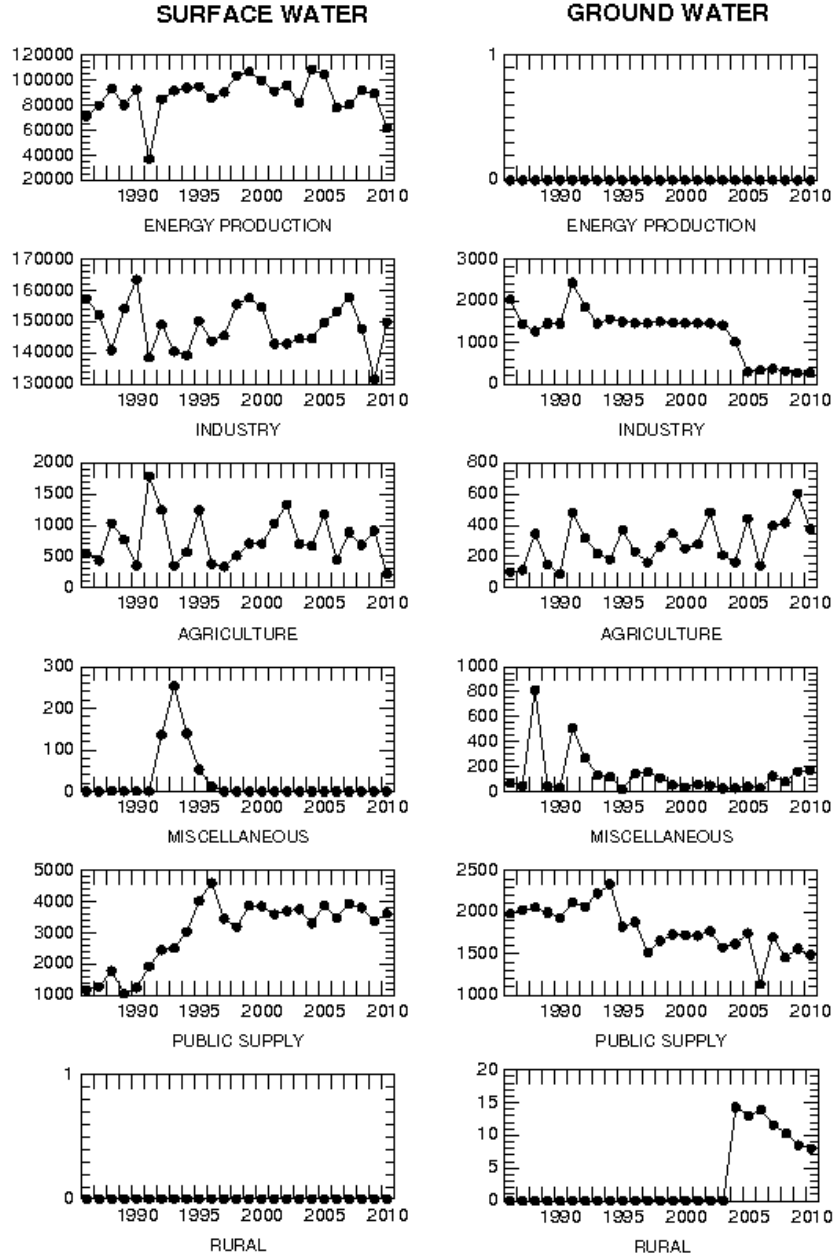 SURFACE WATER GROUND WATER
120000
100000
80000
60000
40000
20000
1990 1995 2000 2005 2010
ENERGY PRODUCTION
1
0
1990 1995 2000 2005 2010
ENERGY PRODUCTION
170000
160000
150000
140000
130000
1990 1995 2000 2005 2010
INDUSTRY
3000
2000
1000
0
1990 1995 2000 2005 2010
INDUSTRY
2000
1500
1000
500
0
1990 1995 2000 2005 2010
AGRICULTURE
800
600
400
200
0
1990 1995 2000 2005 2010
AGRICULTURE
300
200
100
0
1990 1995 2000 2005 2010
MISCELLANEOUS
1000
800
600
400
200
0
1990 1995 2000 2005 2010
MISCELLANEOUS
5000
4000
3000
2000
1000
1990 1995 2000 2005 2010
PUBLIC SUPPLY
2500
2000
1500
1000
1990 1995 2000 2005 2010
PUBLIC SUPPLY
1
0
1990 1995 2000 2005 2010
RURAL
20
15
10
5
0
1990 1995 2000 2005 2010
RURAL